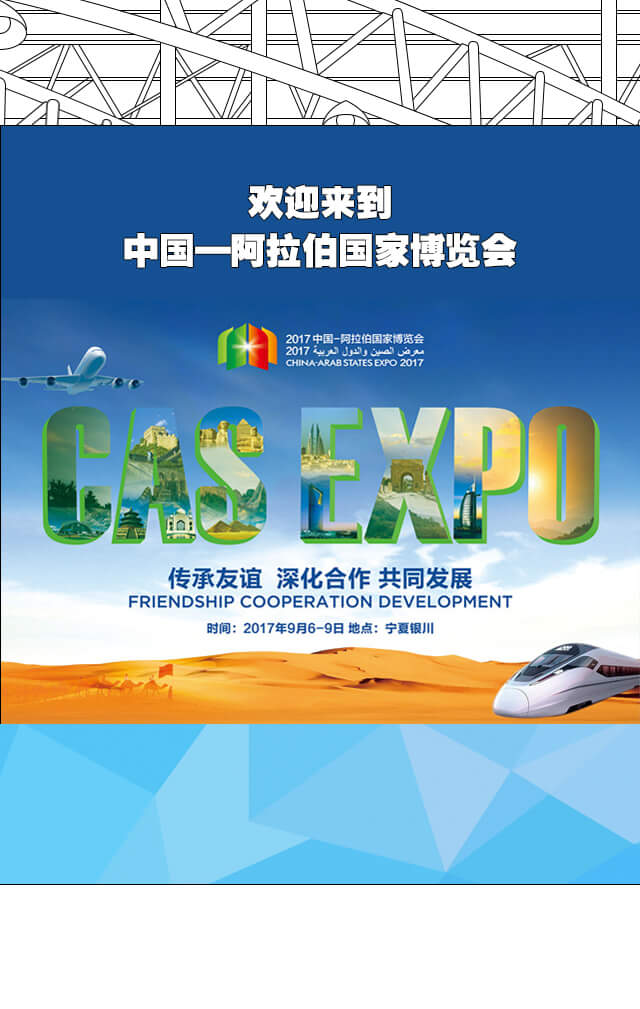 欢迎来到
中国一阿拉伯国家博览会
2017 中国-阿拉伯国家博览会
معرض الصين والدول العربية 2017
CHINA-ARAB STATES EXPO 2017
CAS EXPO
传承友谊 深化合作 共同发展
FRIENDSHIP COOPERATION DEVELOPMENT
时间：2017年9月6-9日 地点：宁夏银川